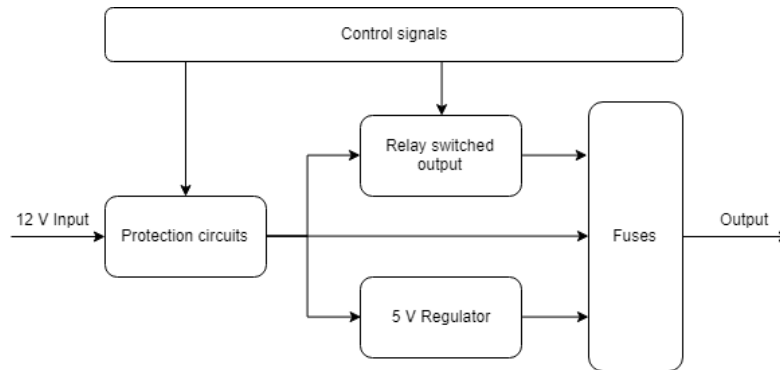 Control signals
Relay switched
output
12 V Input
Protection circuits
Fuses
Output
5 V Regulator